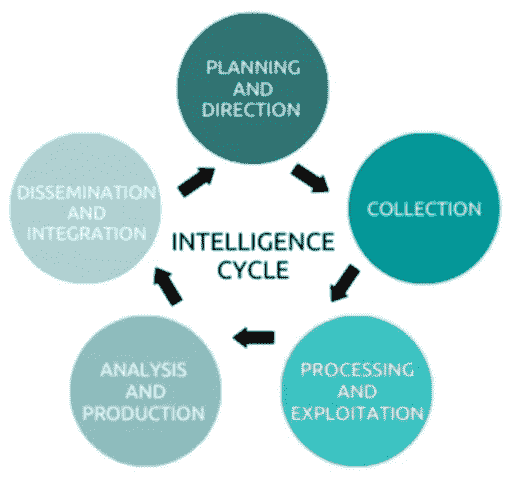 PLANNING
AND
DIRECTION
COLLECTION
PROCESSING
AND
EXPLOITATION
ANALYSIS
AND
PRODUCTION
DISSEMINATION
AND
INTEGRATION
INTELLIGENCE
CYCLE